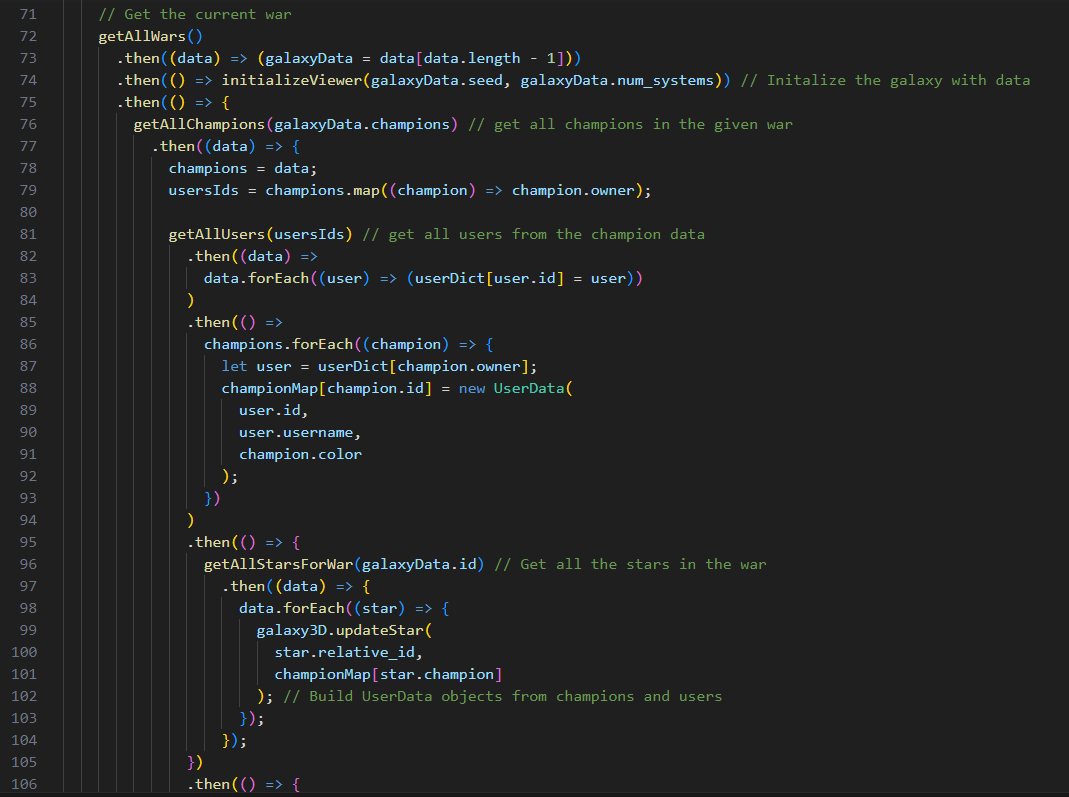 71 // Get the current war
72 getAllWars()
73 .then((data) => (galaxyData = data[data.length - 1]))
74 .then(() => initializeViewer(galaxyData.seed, galaxyData.num_systems)) // Initalize the galaxy with data
75 .then(() => {
76 getAllChampions(galaxyData.champions) // get all champions in the given war
77 .then((data) => {
78 champions = data;
79 usersIds = champions.map((champion) => champion.owner);
80
81 getAllUsers(usersIds) // get all users from the champion data
82 .then((data) =>
83 data.forEach((user) => (userDict[user.id] = user))
84 )
85 .then(() =>
86 champions.forEach((champion) => {
87 let user = userDict[champion.owner];
88 championMap[champion.id] = new UserData(
89 user.id,
90 user.username,
91 champion.color
92 );
93 })
94 )
95 .then(() => {
96 getAllStarsForWar(galaxyData.id) // Get all the stars in the war
97 .then((data) => {
98 data.forEach((star) => {
99 galaxy3D.updateStar(
100 star.relative_id,
101 championMap[star.champion]
102 ); // Build UserData objects from champions and users
103 });
104 });
105 })
106 .then(() => {